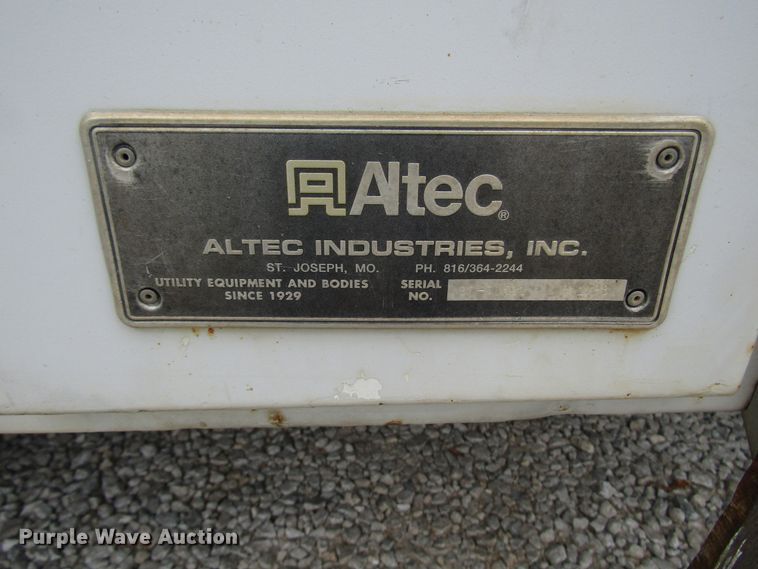 Altec®
ALTEC INDUSTRIES, INC.
ST. JOSEPH, MO. PH. 816/364-2244
UTILITY EQUIPMENT AND BODIES SERIAL
SINCE 1929 NO.
Purple Wave Auction®